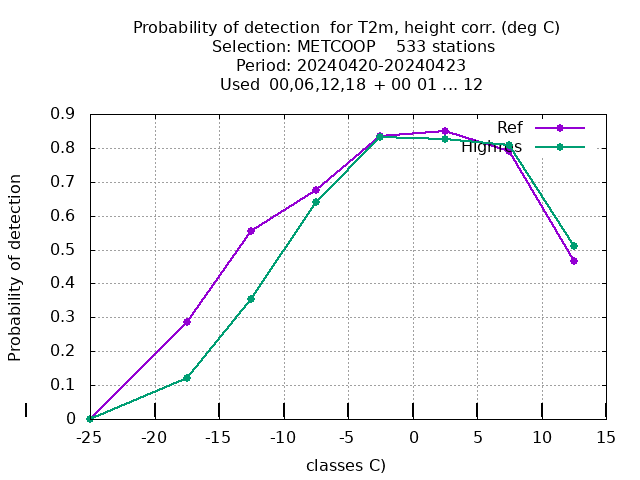 Probability of detection for T2m, height corr. (deg C)
Selection: METCOOP 533 stations
Period: 20240420-20240423
Used 00,06,12,18 + 00 01 ... 12
Ref
0.9
0.8
0.7
0.6
0.5
0.4
0.3
0.2
0.1
0
Probability of detection
-25 -20 -15 -10 -5 0 5 10 15
classes C)